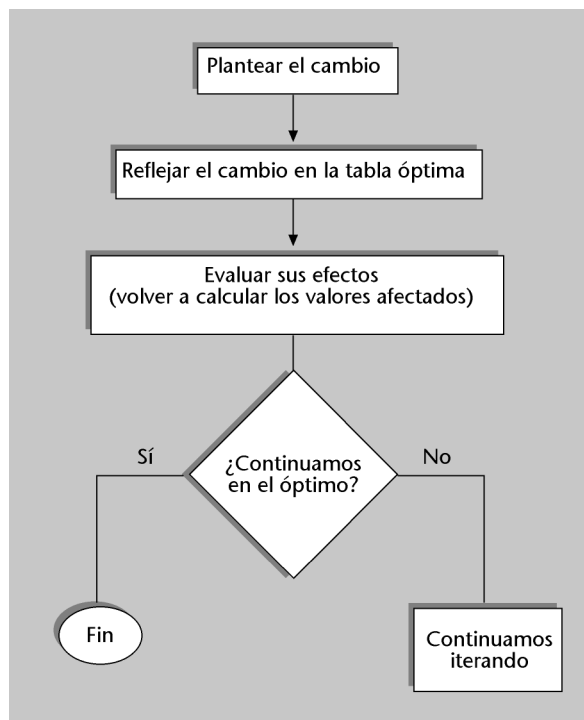 Plantear el cambio
Reflejar el cambio en la tabla óptima
Evaluar sus efectos
(volver a calcular los valores afectados)
¿Continuamos
en el óptimo?
Sí
No
Fin
Continuamos
iterando